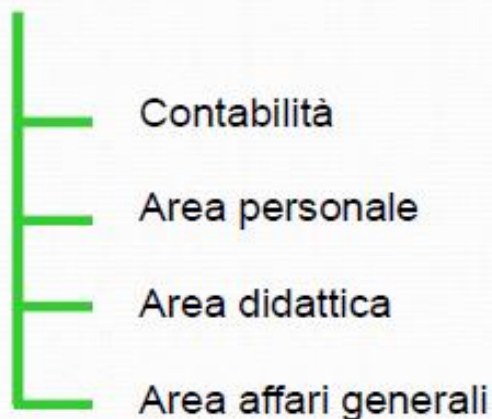 Contabilità
Area personale
Area didattica
Area affari generali